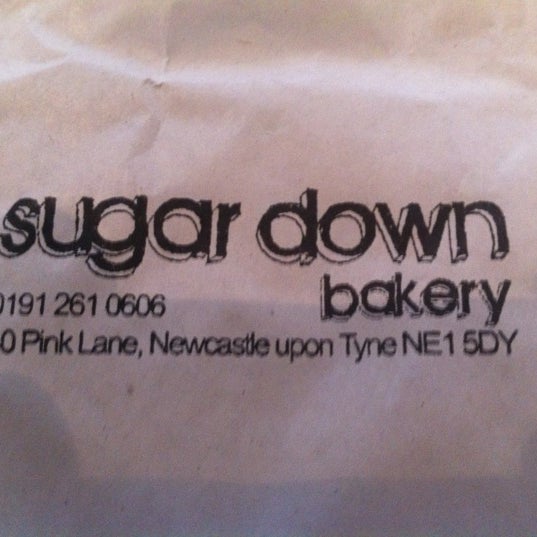 sugar down
bakery
0191 261 0606
0 Pink Lane, Newcastle upon Tyne NE1 5DY